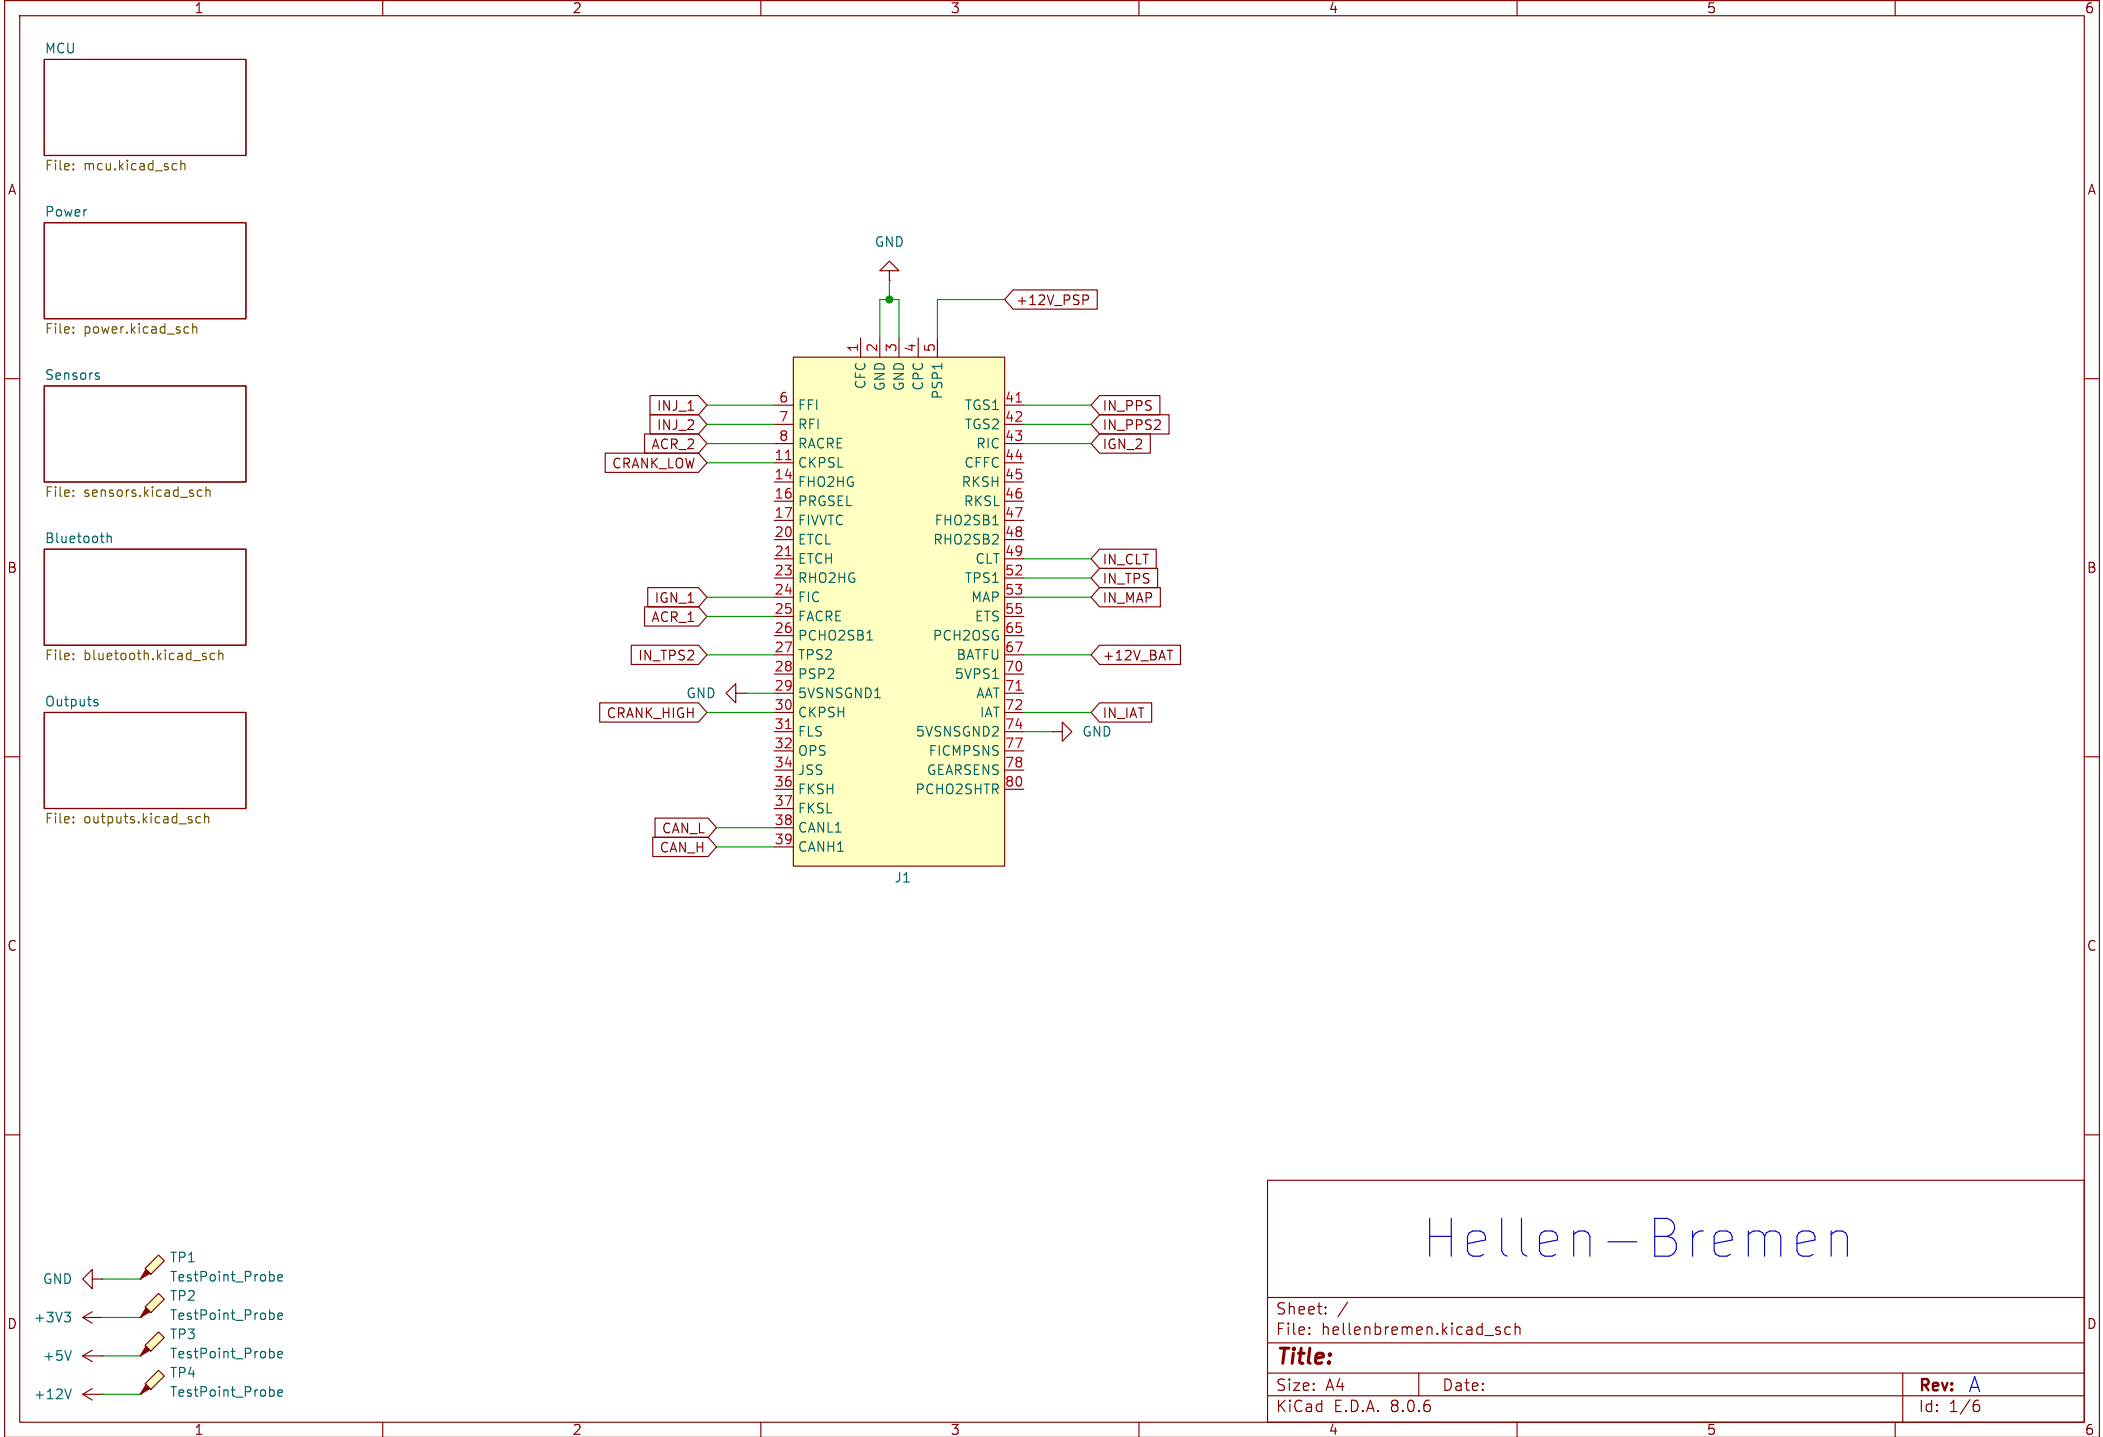 1 2 3 4 5 6
MCU
File: mcu.kicad_sch
A A
Power
File: power.kicad_sch
Sensors
File: sensors.kicad_sch
Bluetooth
File: bluetooth.kicad_sch
B B
Outputs
File: outputs.kicad_sch
GND
+12V_PSP
1 2 3 4 5
CFC GND GND CPC PSP1
INJ_1 6 FFI
INJ_2 7 RFI
ACR_2 8 RACRE
CRANK_LOW 11 CKPSL
14 FHO2HG
16 PRGSEL
17 FIVVTC
20 ETCL
21 ETCH
23 RHO2HG
IGN_1 24 FIC
ACR_1 25 FACRE
26 PCHO2SB1
IN_TPS2 27 TPS2
28 PSP2
GND 29 5VSNSGND1
CRANK_HIGH 30 CKPSH
31 FLS
32 OPS
34 JSS
36 FKSH
37 FKSL
CAN_L 38 CANL1
CAN_H 39 CANH1
TGS1 41 IN_PPS
TGS2 42 IN_PPS2
RIC 43 IGN_2
CFFC 44
RKSH 45
RKSL 46
FHO2SB1 47
RHO2SB2 48
CLT 49 IN_CLT
TPS1 52 IN_TPS
MAP 53 IN_MAP
ETS 55
PCH2OSG 65
BATFU 67 +12V_BAT
5VPS1 70
AAT 71
IAT 72 IN_IAT
5VSNSGND2 74 GND
FICMPSNS 77
GEARSENS 78
PCHO2SHTR 80
J1
C C
GND TP1
TestPoint_Probe
+3V3 TP2
TestPoint_Probe
+5V TP3
TestPoint_Probe
+12V TP4
TestPoint_Probe
D D
Hellen-Bremen
Sheet: /
File: hellenbremen.kicad_sch
Title:
Size: A4 Date: Rev: A
KiCad E.D.A. 8.0.6 Id: 1/6
1 2 3 4 5 6